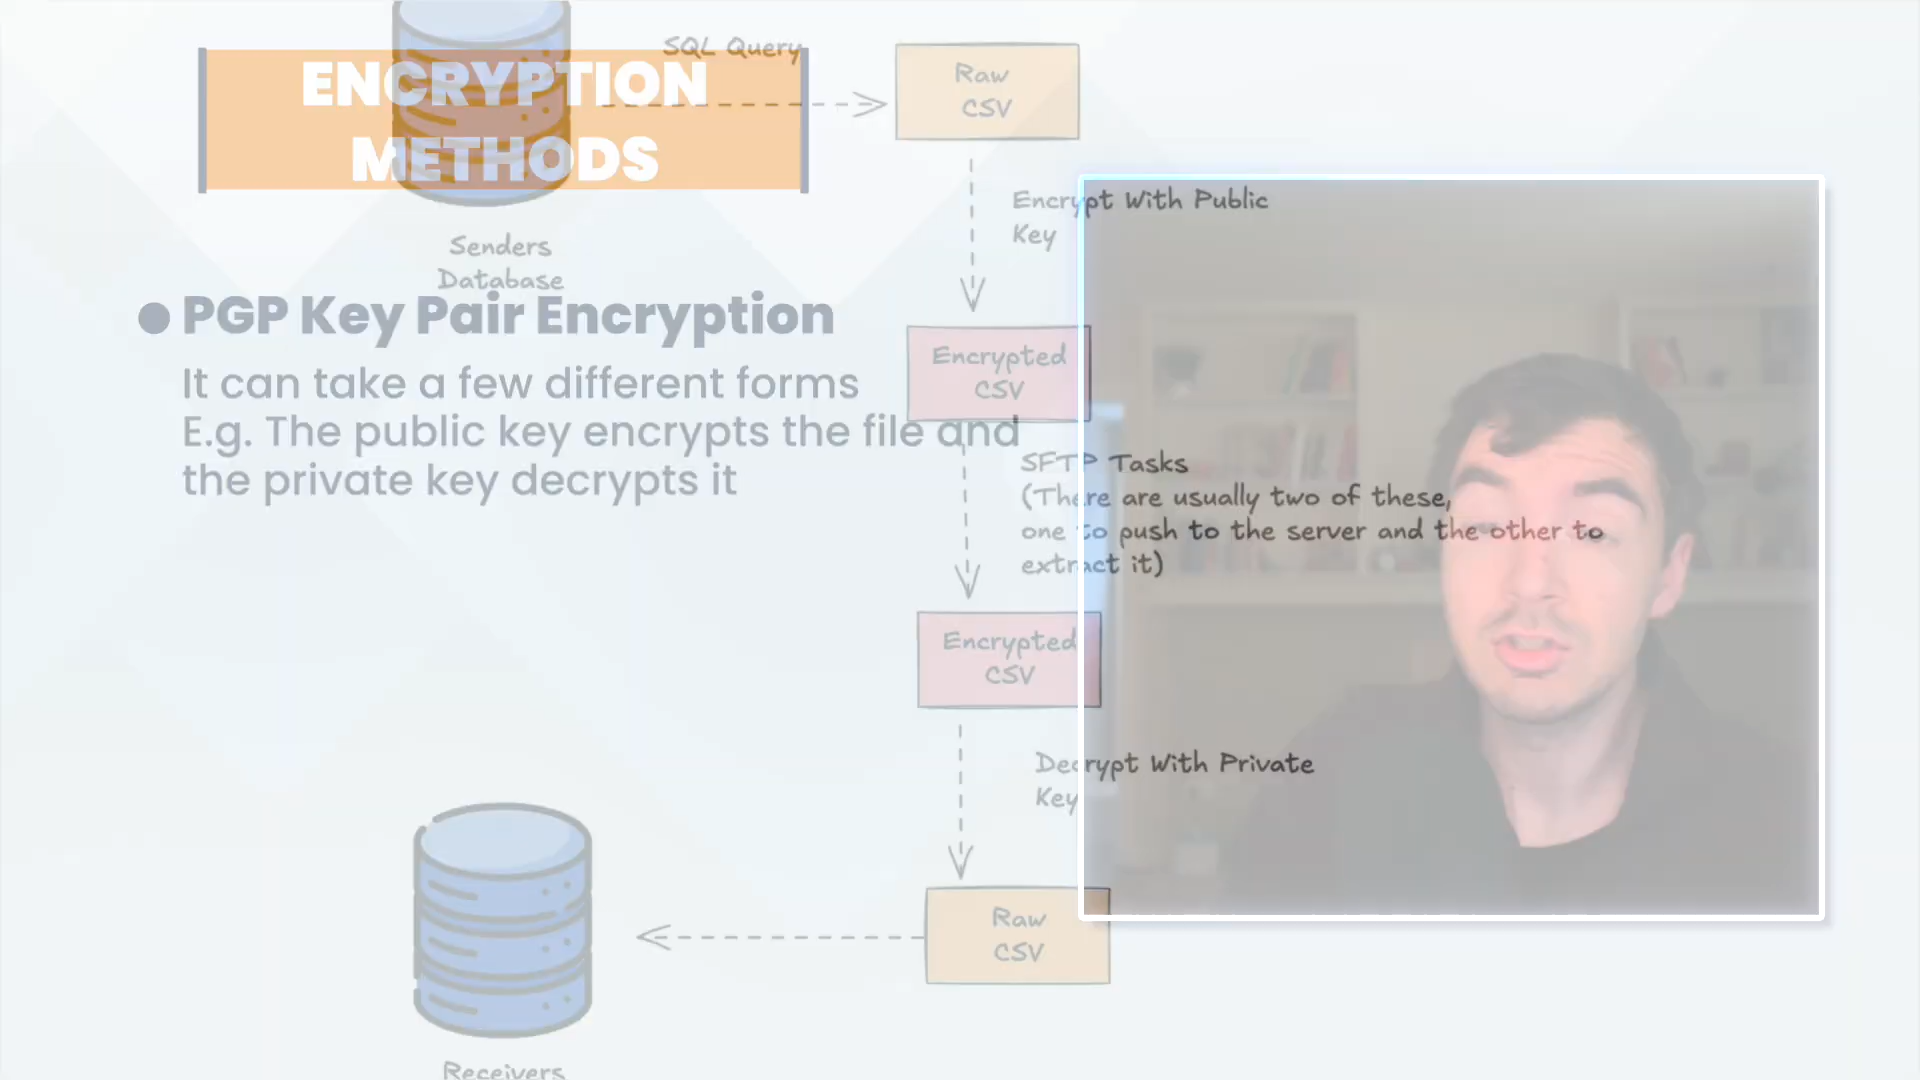 SQL Query
ENCRYPTION
METHODS
Raw
CSV
Encrypt With Public
Key
Senders
Database
PGP Key Pair Encryption
It can take a few different forms
E.g. The public key encrypts the file and
the private key decrypts it
Encrypted
CSV
SFTP Tasks
(There are usually two of these,
one to push to the server and the other to
extract it)
Encrypted
CSV
Decrypt With Private
Key
Raw
CSV
Receivers